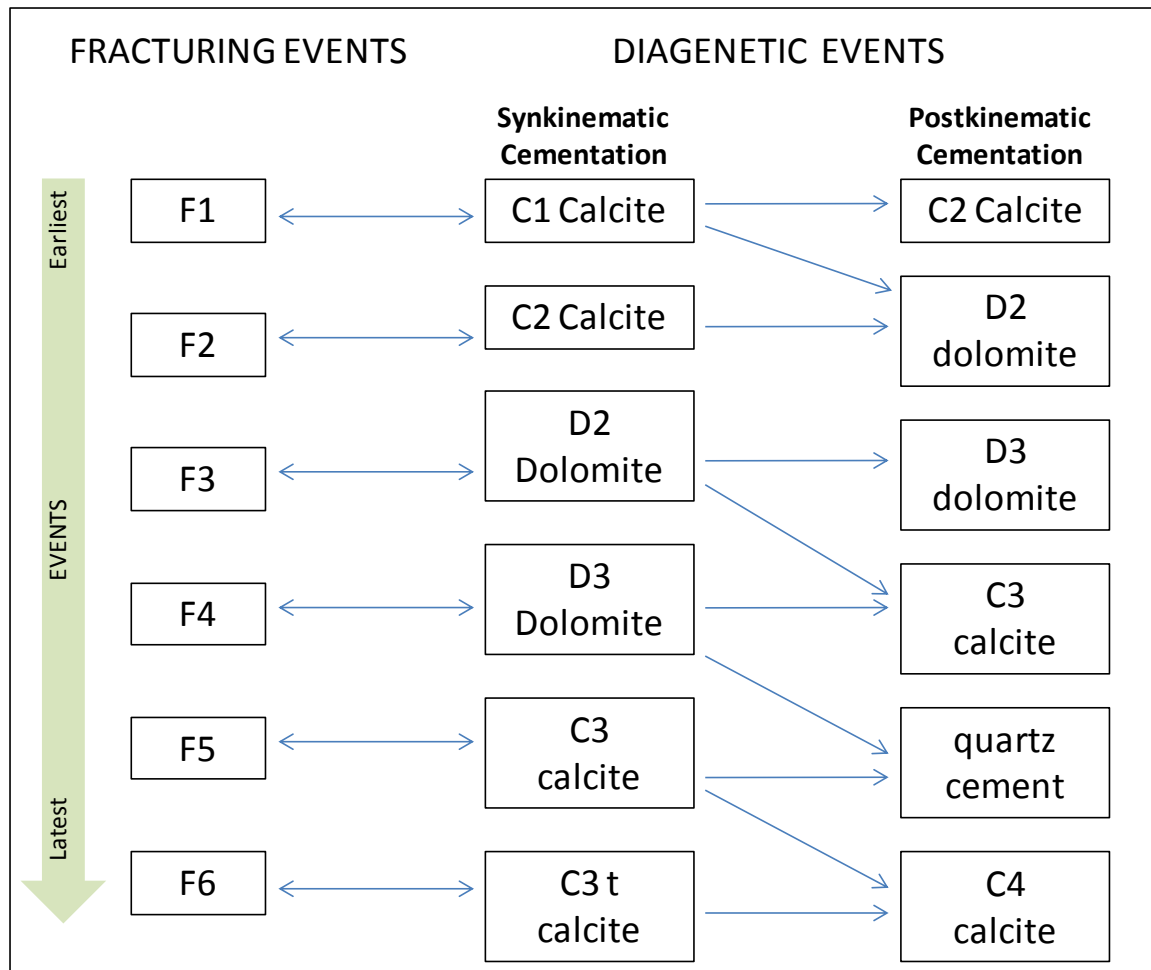 FRACTURING EVENTS
DIAGENETIC EVENTS
Synkinematic
Cementation
Postkinematic
Cementation
Earliest
EVENTS
Latest
F1
C1 Calcite
C2 Calcite
F2
C2 Calcite
D2
dolomite
F3
D2
Dolomite
D3
dolomite
F4
D3
Dolomite
C3
calcite
F5
C3
calcite
quartz
cement
F6
C3 t
calcite
C4
calcite